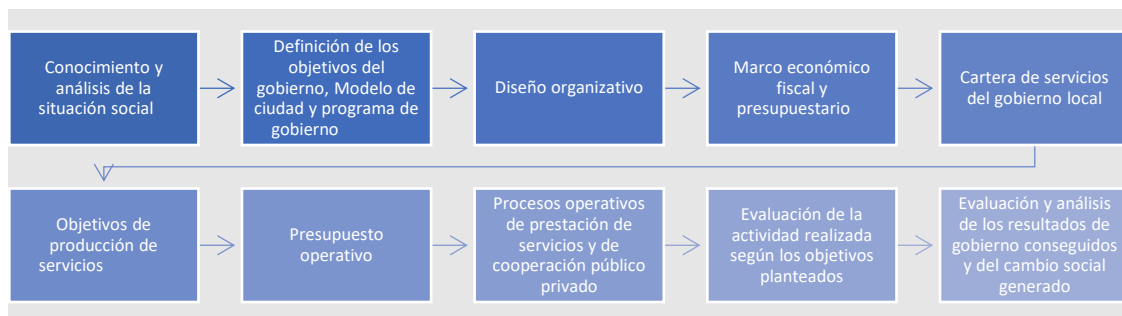 Conocimiento y
análisis de la
situación social
Definición de los
objetivos del
gobierno, Modelo de
ciudad y programa de
gobierno
Diseño organizativo
Marco económico
fiscal y
presupuestario
Cartera de servicios
del gobierno local
Objetivos de
producción de
servicios
Presupuesto
operativo
Procesos operativos
de prestación de
servicios y de
cooperación público
privado
Evaluación de la
actividad realizada
según los objetivos
planteados
Evaluación y análisis
de los resultados de
gobierno conseguidos
y del cambio social
generado